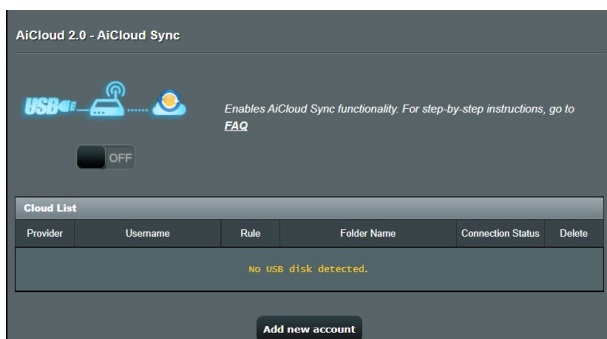 AiCloud 2.0 - AiCloud Sync
USB
Enables AiCloud Sync functionality. For step-by-step instructions, go to
FAQ
OFF
Cloud List
Provider Username Rule Folder Name Connection Status Delete
No USB disk detected.
Add new account